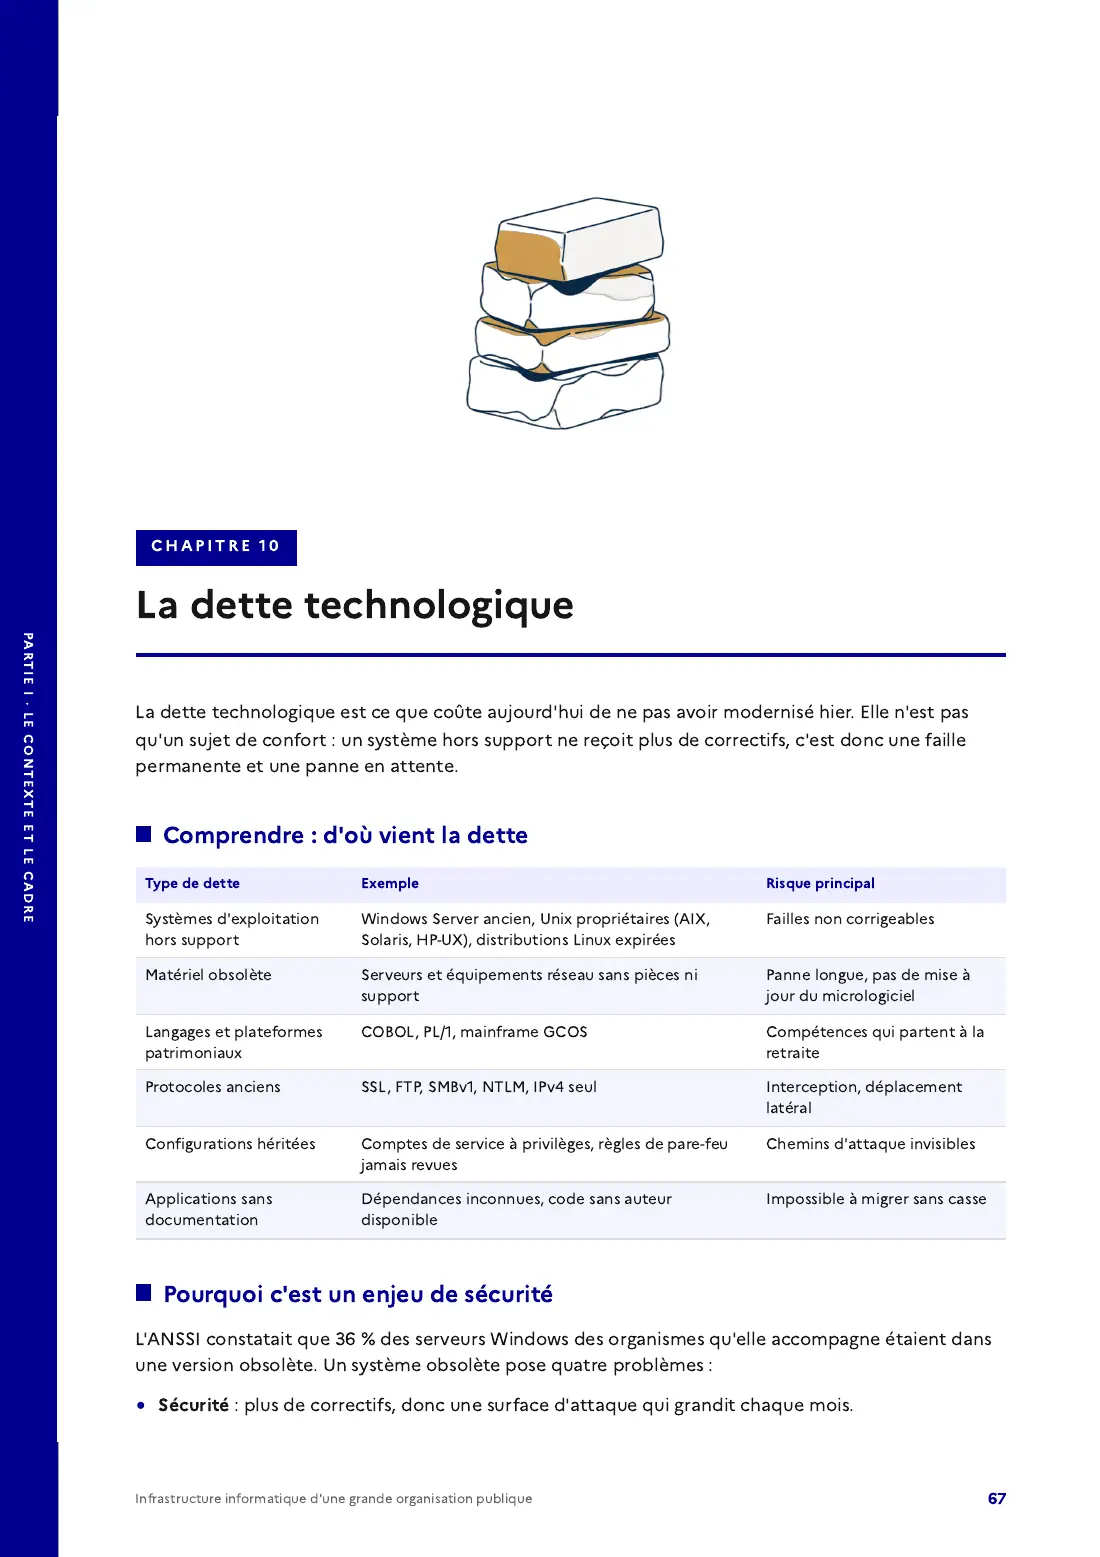 CHAPITRE 10
La dette technologique
PARTIE I · LE CONTEXTE ET LE CADRE
La dette technologique est ce que coûte aujourd'hui de ne pas avoir modernisé hier. Elle n'est pas
qu'un sujet de confort : un système hors support ne reçoit plus de correctifs, c'est donc une faille
permanente et une panne en attente.
Comprendre : d'où vient la dette
Type de dette Exemple Risque principal
Systèmes d'exploitation Windows Server ancien, Unix propriétaires (AIX, Failles non corrigeables
hors support Solaris, HP-UX), distributions Linux expirées
Matériel obsolète Serveurs et équipements réseau sans pièces ni Panne longue, pas de mise à
support jour du micrologiciel
Langages et plateformes COBOL, PL/1, mainframe GCOS Compétences qui partent à la
patrimoniaux retraite
Protocoles anciens SSL, FTP, SMBv1, NTLM, IPv4 seul Interception, déplacement
latéral
Configurations héritées Comptes de service à privilèges, règles de pare-feu Chemins d'attaque invisibles
jamais revues
Applications sans Dépendances inconnues, code sans auteur Impossible à migrer sans casse
documentation disponible
Pourquoi c'est un enjeu de sécurité
L'ANSSI constatait que 36 % des serveurs Windows des organismes qu'elle accompagne étaient dans
une version obsolète. Un système obsolète pose quatre problèmes :
• Sécurité : plus de correctifs, donc une surface d'attaque qui grandit chaque mois.
Infrastructure informatique d'une grande organisation publique 67